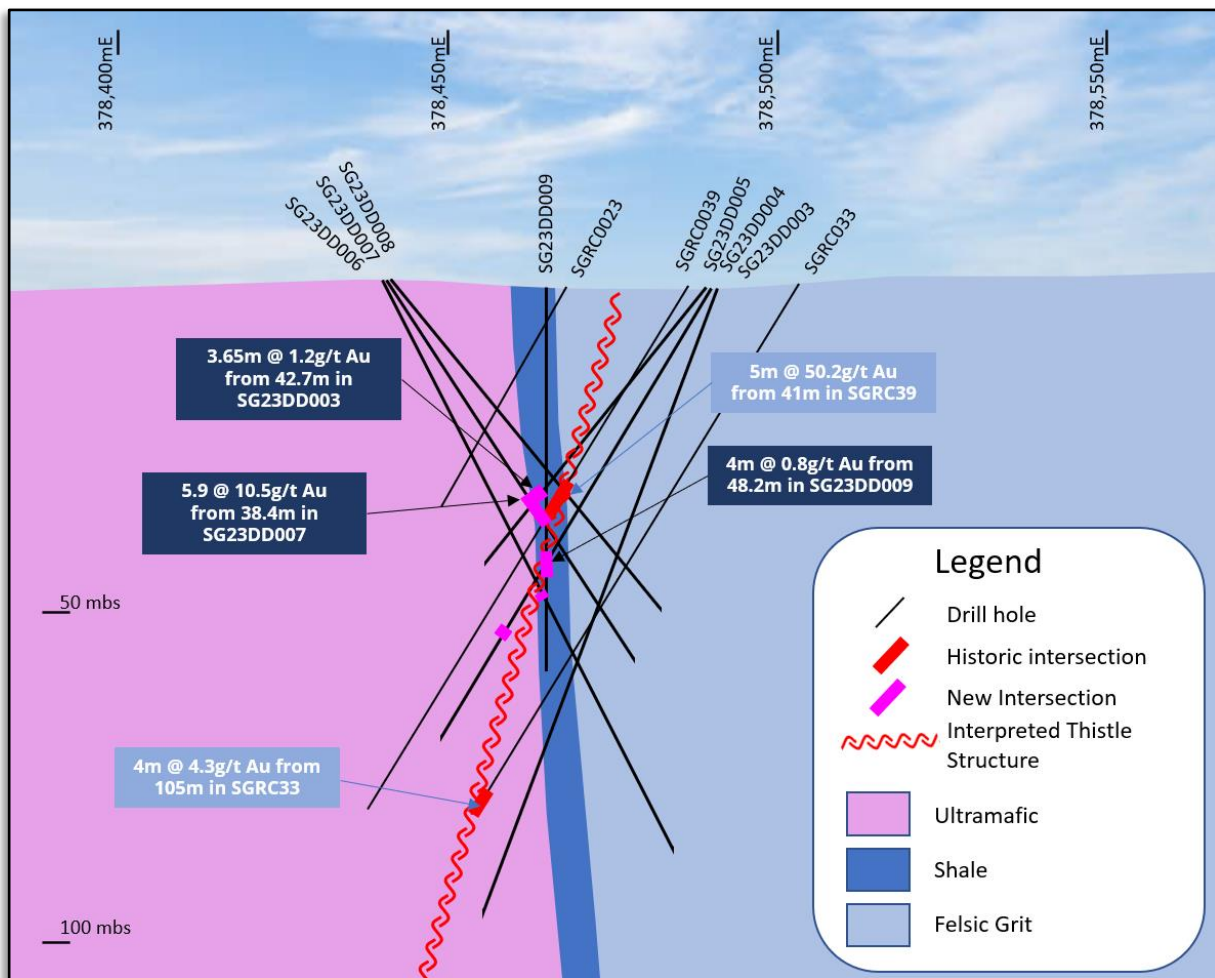 378,400mE
378,450mE
378,500mE
378,550mE
SG23DD006
SG23DD007
SG23DD008
SG23DD009
SGRC0023
SGRC0039
SG23DD005
SG23DD004
SG23DD003
SGRC033
3.65m @ 1.2g/t Au
from 42.7m in
SG23DD003
5m @ 50.2g/t Au
from 41m in SGRC39
5.9 @ 10.5g/t Au
from 38.4m in
SG23DD007
4m @ 0.8g/t Au from
48.2m in SG23DD009
50 mbs
4m @ 4.3g/t Au from
105m in SGRC33
100 mbs
Legend
Drill hole
Historic intersection
New Intersection
Interpreted Thistle
Structure
Ultramafic
Shale
Felsic Grit